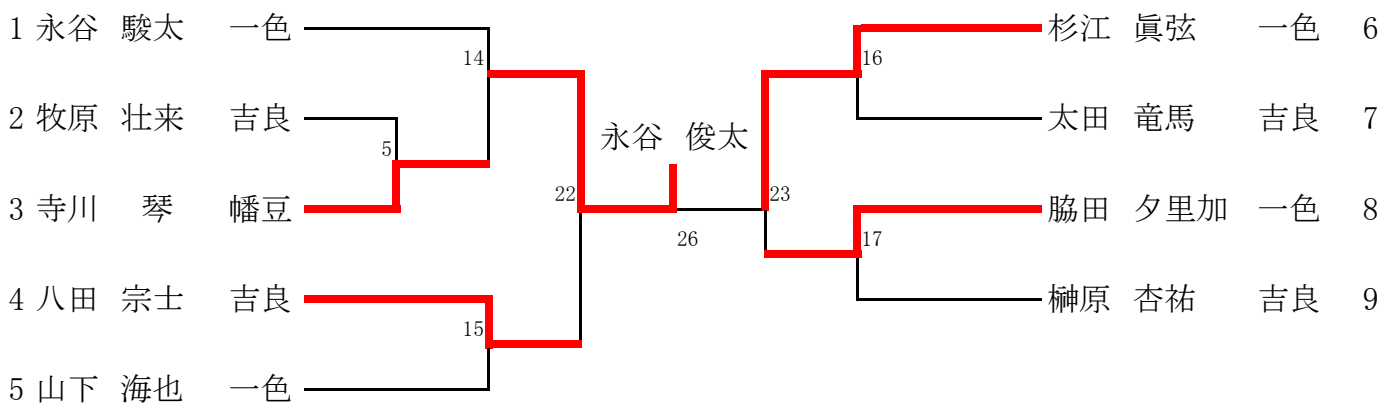 1 永谷 駿太 一色
14
2 牧原 壮来 吉良
5
3 寺川 琴 幡豆
22
4 八田 宗士 吉良
15
5 山下 海也 一色
永谷 俊太
26
杉江 眞弦 一色 6
16
太田 竜馬 吉良 7
23
脇田 夕里加 一色 8
17
榊原 杏祐 吉良 9